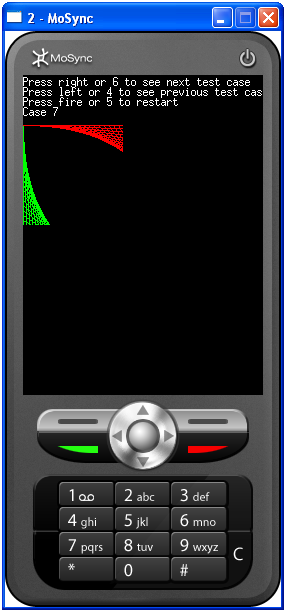 2 - MoSync
MoSync
Press right or 6 to see next test case
Press left or 4 to see previous test cas
Press fire or 5 to restart
Case 7
1 2 abc 3 def
4 ghi 5 jkl 6 mno
7 pqrs 8 tuv 9 wxyz
C
* 0 #